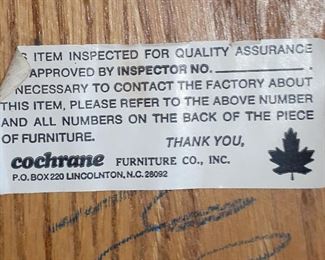 ITEM INSPECTED FOR QUALITY ASSURANCE
APPROVED BY INSPECTOR NO.
NECESSARY TO CONTACT THE FACTORY ABOUT
THIS ITEM, PLEASE REFER TO THE ABOVE NUMBER
AND ALL NUMBERS ON THE BACK OF THE PIECE
OF FURNITURE. THANK YOU,
cochrane FURNITURE CO., INC.
P.O. BOX 220 LINCOLNTON, N.C. 28092